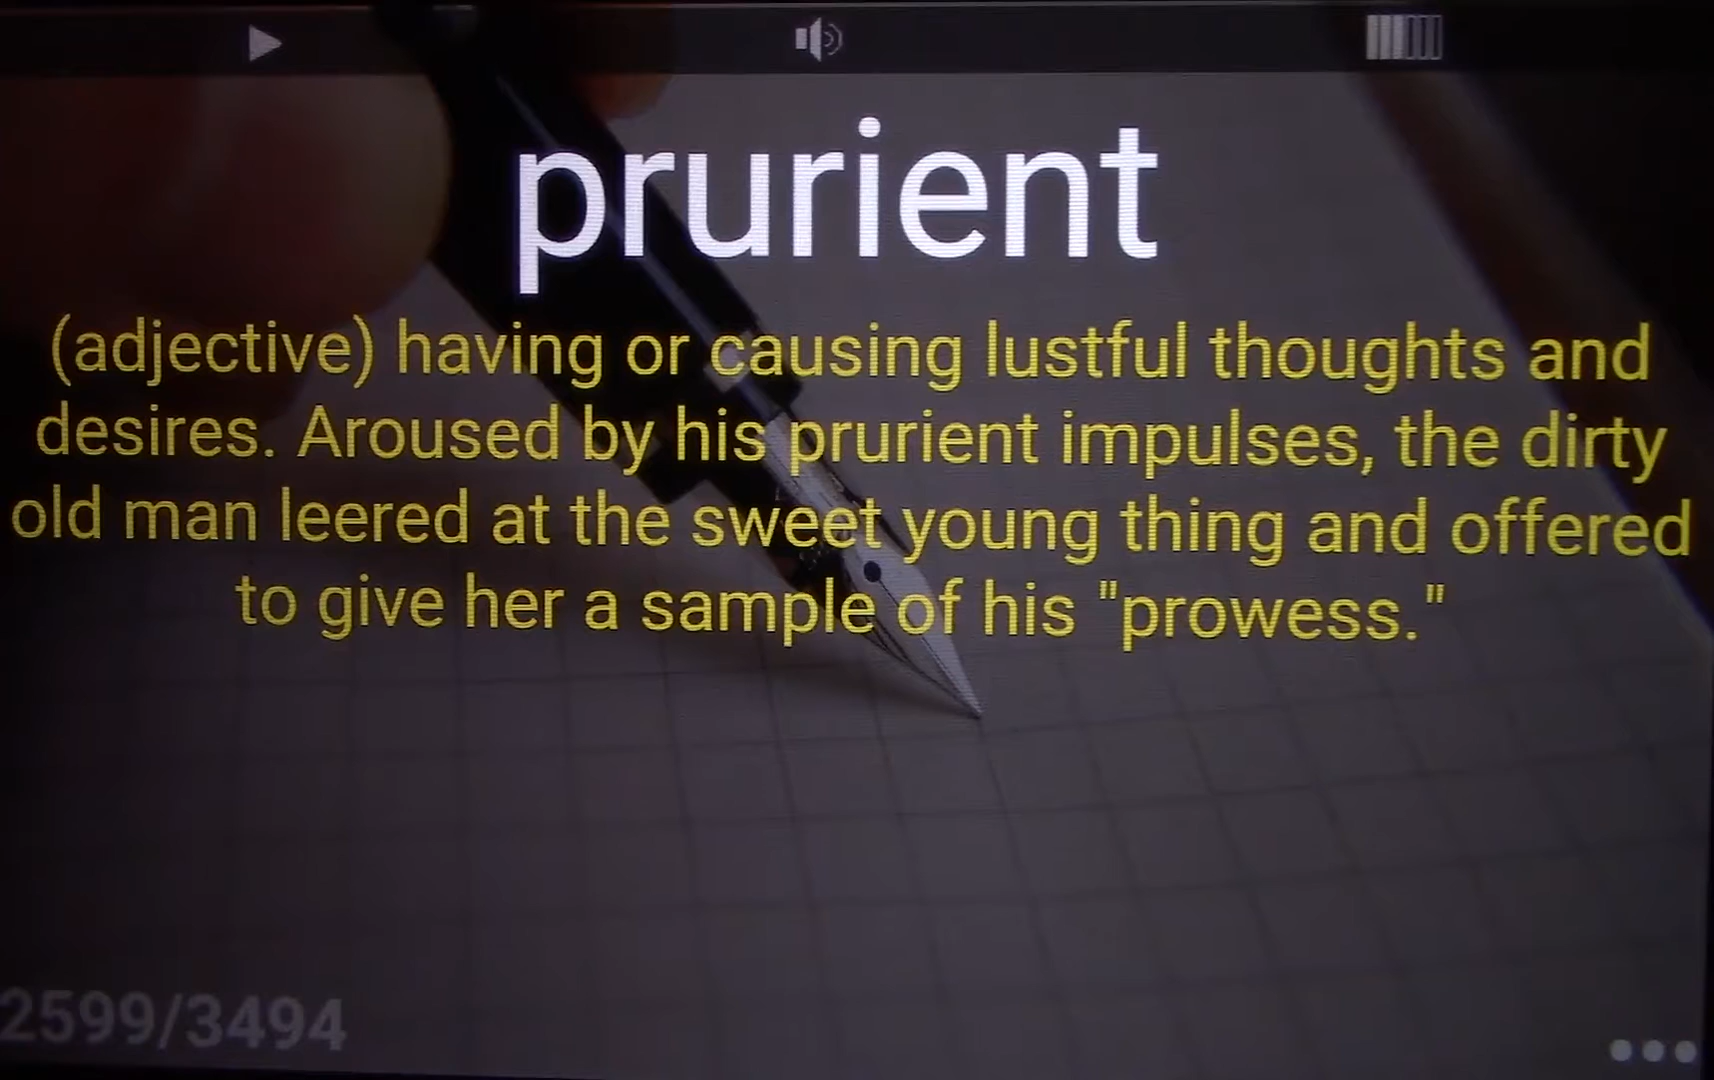 prurient
(adjective) having or causing lustful thoughts and
desires. Aroused by his prurient impulses, the dirty
old man leered at the sweet young thing and offered
to give her a sample of his "prowess."
2599/3494